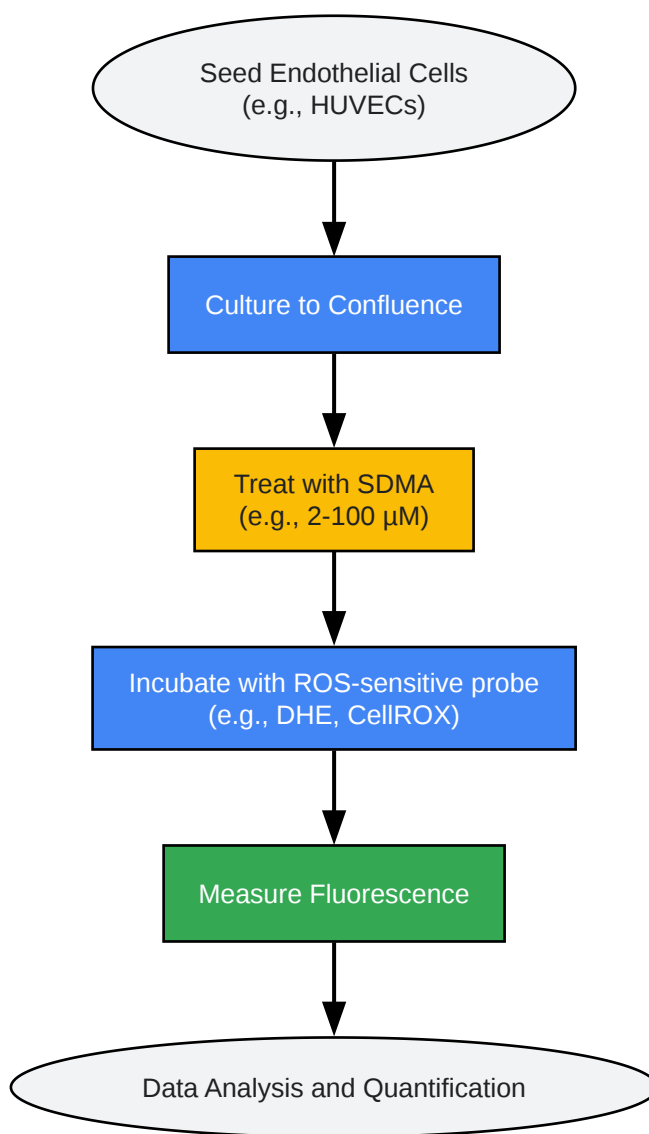 Seed Endothelial Cells
(e.g., HUVECs)
Culture to Confluence
Treat with SDMA
(e.g., 2-100 µM)
Incubate with ROS-sensitive probe
(e.g., DHE, CellROX)
Measure Fluorescence
Data Analysis and Quantification